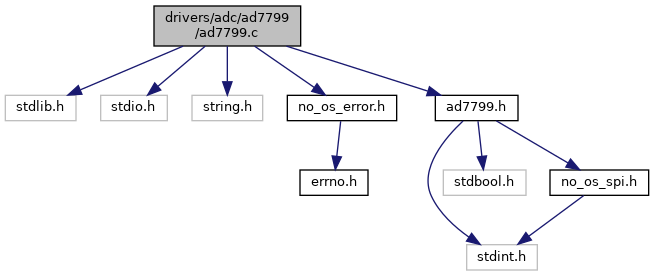 drivers/adc/ad7799
/ad7799.c
stdlib.h
stdio.h
string.h
no_os_error.h
ad7799.h
errno.h
stdbool.h
no_os_spi.h
stdint.h